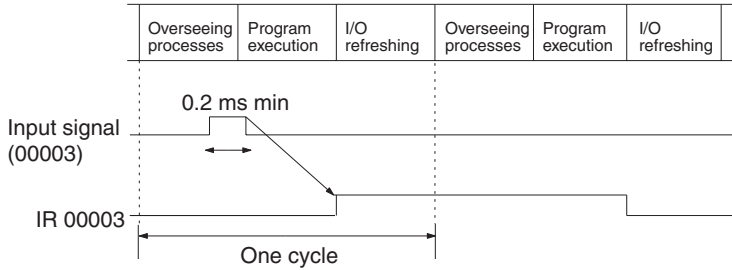 Overseeing processes
Program execution
I/O refreshing
Overseeing processes
Program execution
I/O refreshing
0.2 ms min
Input signal
(00003)
IR 00003
One cycle